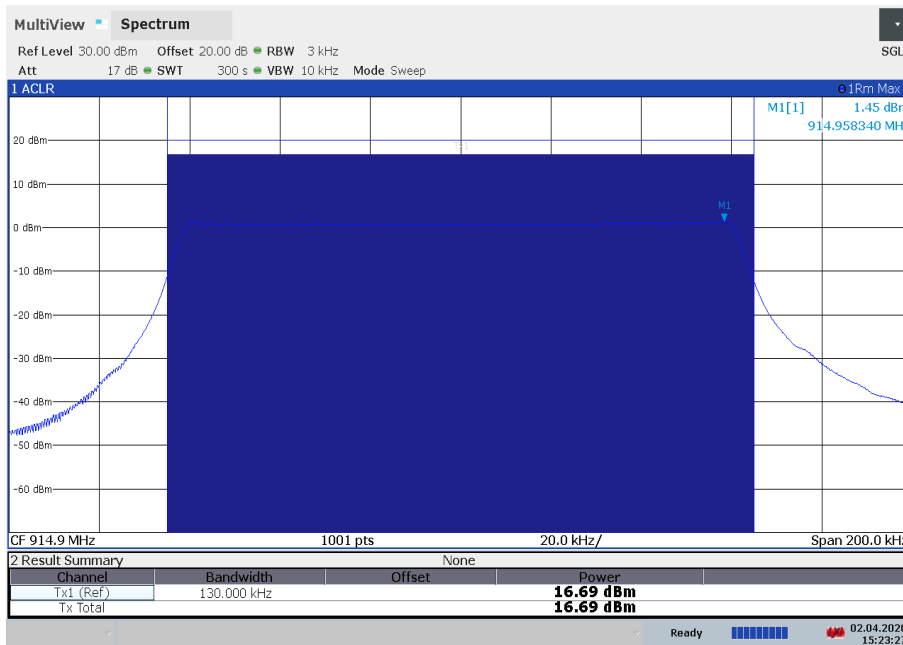 MultiView Spectrum
Ref Level 30.00 dBm Offset 20.00 dB RBW 3 kHz
SGL
Att 17 dB SWT 300 s VBW 10 kHz Mode Sweep
1 ACLR 1Rm Max
M1[1] 1.45 dBm
914.958340 MH
20 dBm
10 dBm
M1
0 dBm
-10 dBm
-20 dBm
-30 dBm
-40 dBm
-50 dBm
-60 dBm
CF 914.9 MHz 1001 pts 20.0 kHz/ Span 200.0 kHz
2 Result Summary None
Channel Bandwidth Offset Power
Tx1 (Ref) 130.000 kHz 16.69 dBm
Tx Total 16.69 dBm
Ready 02.04.2020
15:23:27